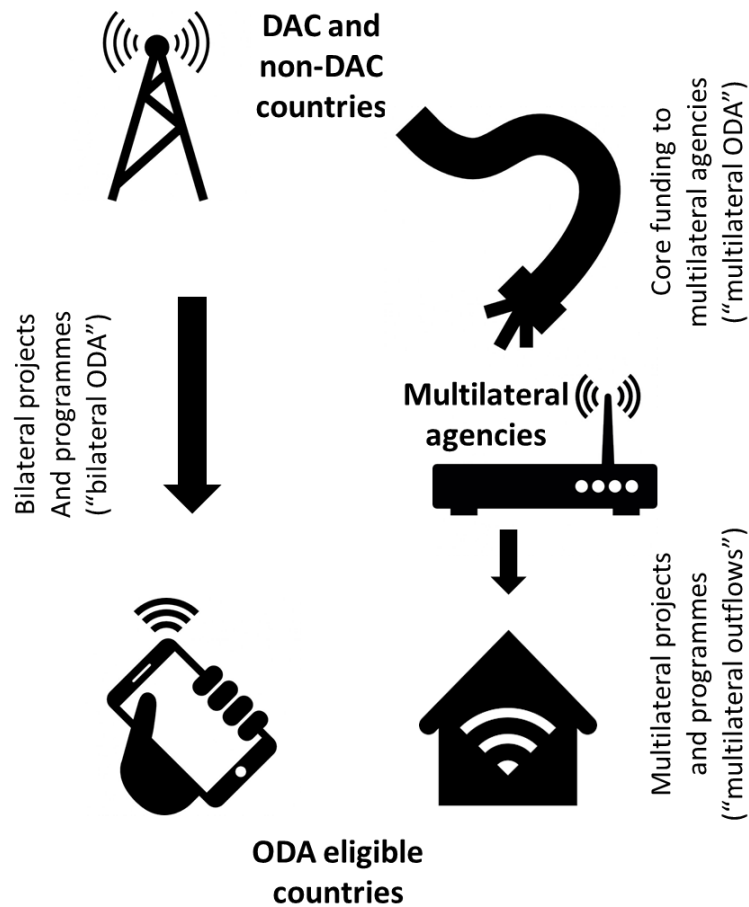 DAC and
non-DAC
countries
Core funding to
multilateral agencies
(“multilateral ODA”)
Bilateral projects
And programmes
(“bilateral ODA”)
Multilateral
agencies
Multilateral projects
and programmes
(“multilateral outflows”)
ODA eligible
countries